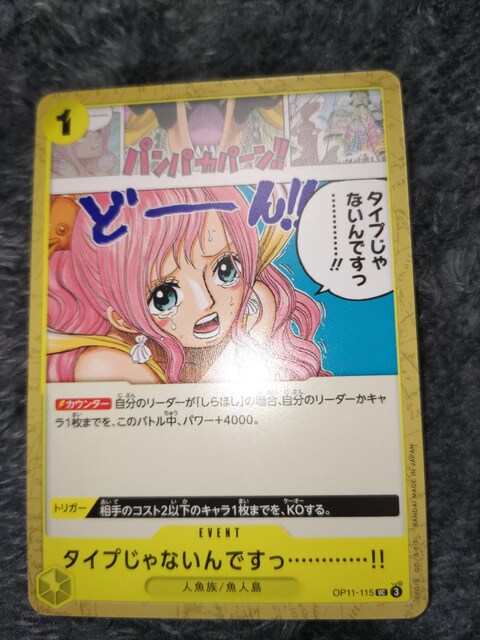 1
パンパカパーン!!
どーーん!!
タイプじゃ
ないんですっ
…………!!
カウンター 自分のリーダーが「しらほし」の場合、自分のリーダーかキャ
ラ1枚までを、このバトル中、パワー+4000。
トリガー 相手のコスト2以下のキャラ1枚までを、KOする。
EVENT
タイプじゃないんですっ…………!!
人魚族/魚人島
OP11-115 UC 3
BANDAI MADE IN JAPAN